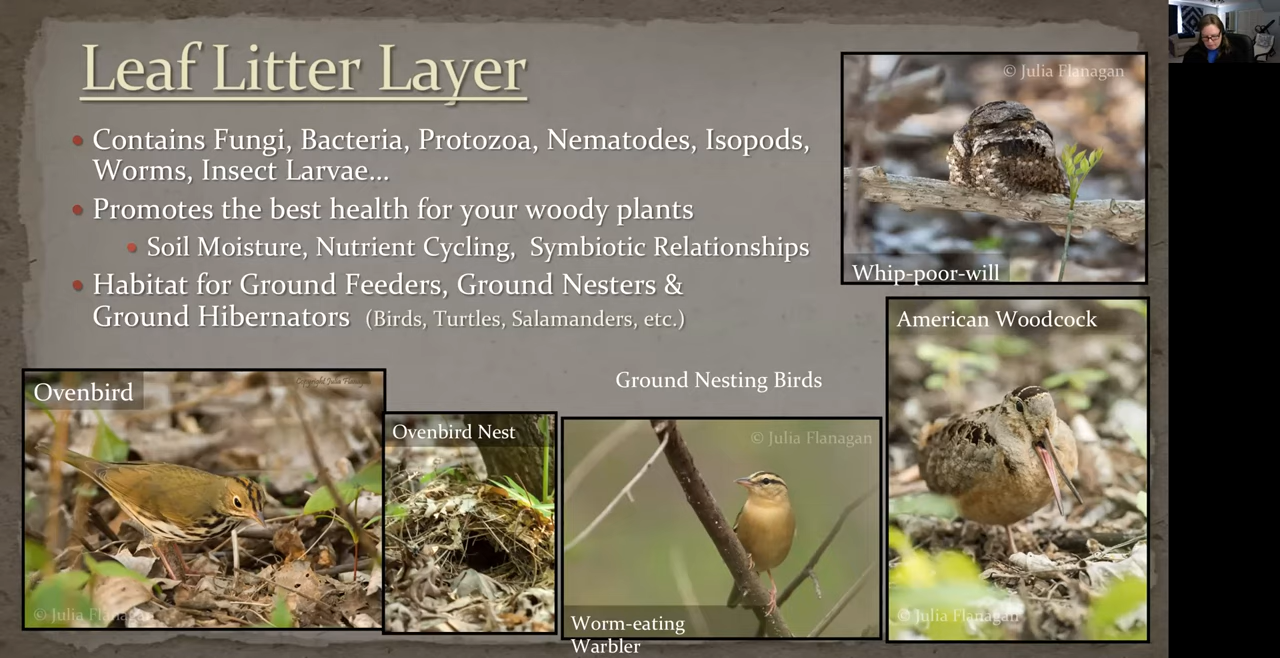 Leaf Litter Layer
© Julia Flanagan
• Contains Fungi, Bacteria, Protozoa, Nematodes, Isopods,
Worms, Insect Larvae...
• Promotes the best health for your woody plants
• Soil Moisture, Nutrient Cycling, Symbiotic Relationships
• Habitat for Ground Feeders, Ground Nesters &
Ground Hibernators (Birds, Turtles, Salamanders, etc.)
Whip-poor-will
American Woodcock
Ground Nesting Birds
Ovenbird
Copyright Julia Flanagan
Ovenbird Nest
© Julia Flanagan
© Julia Flanagan
© Julia Flanagan
Worm-eating
Warbler